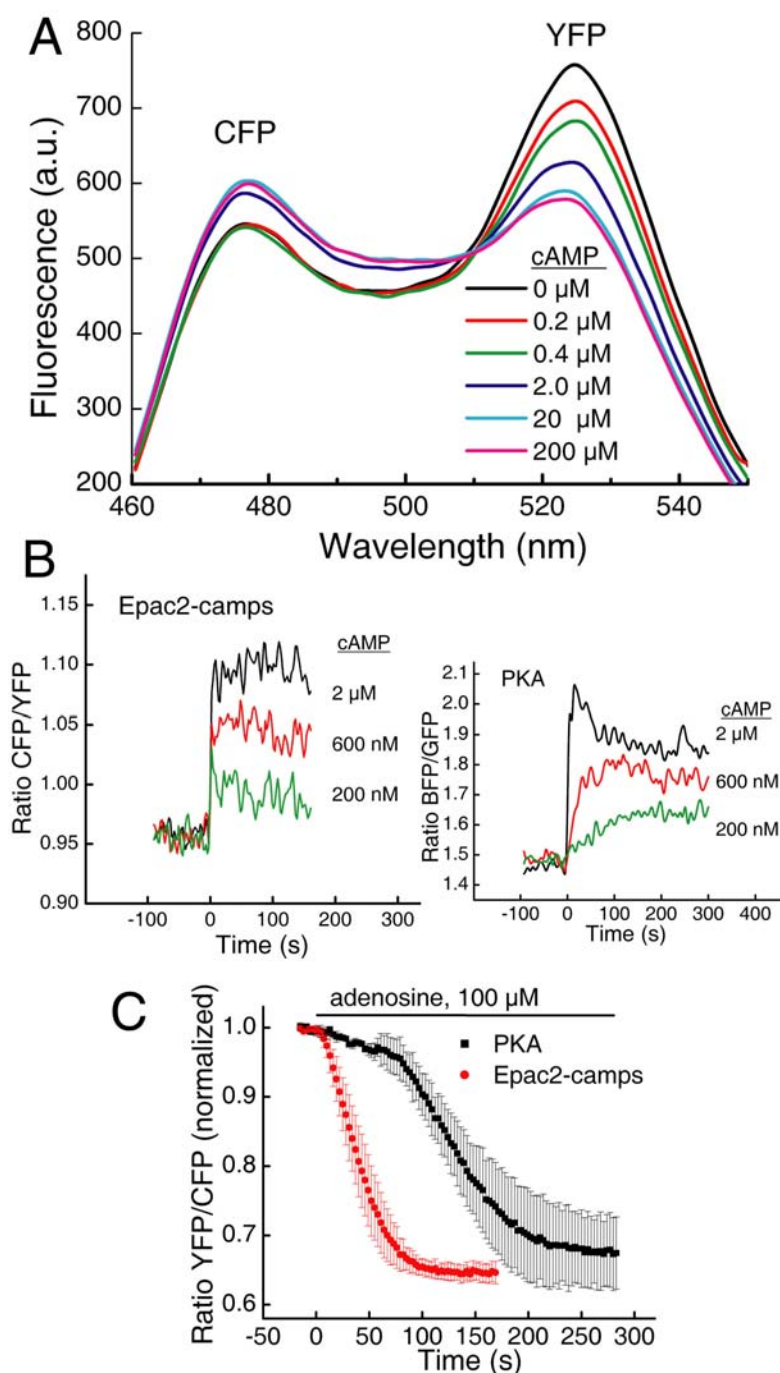 A
CFP
YFP
Fluorescence (a.u.)
800
700
600
500
400
300
200
cAMP
0 µM
0.2 µM
0.4 µM
2.0 µM
20 µM
200 µM
460 480 500 520 540
Wavelength (nm)
B
Epac2-camps
Ratio CFP/YFP
1.15
1.10
1.05
1.00
0.95
0.90
cAMP
2 µM
600 nM
200 nM
-100 0 100 200 300
Time (s)
PKA
Ratio BFP/GFP
2.1
2.0
1.9
1.8
1.7
1.6
1.5
1.4
cAMP
2 µM
600 nM
200 nM
-100 0 100 200 300 400
Time (s)
C
adenosine, 100 µM
PKA
Epac2-camps
Ratio YFP/CFP (normalized)
1.0
0.9
0.8
0.7
0.6
-50 0 50 100 150 200 250 300
Time (s)